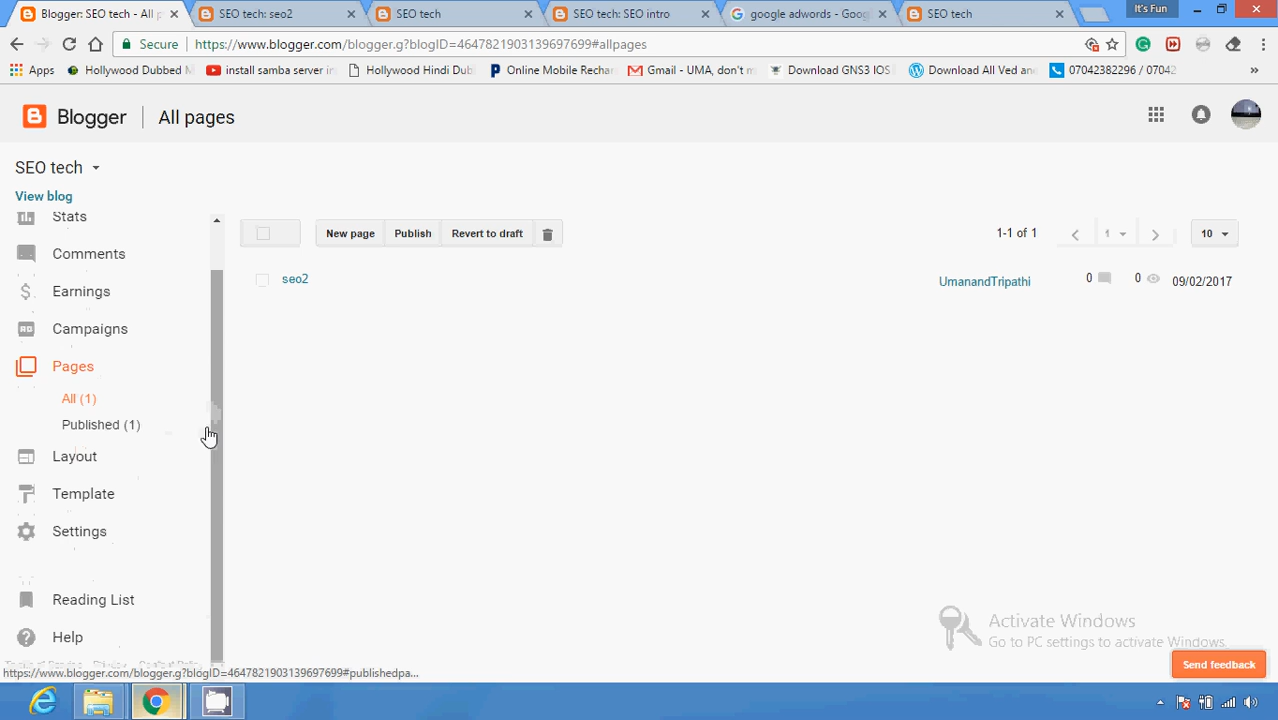 Blogger: SEO tech - All p
SEO tech: seo2
SEO tech
SEO tech: SEO intro
google adwords - Goog
SEO tech
It's Fun
Secure
https://www.blogger.com/blogger.g?blogID=4647821903139697699#allpages
Apps
Hollywood Dubbed M
install samba server in
Hollywood Hindi Dub
Online Mobile Rechar
Gmail - UMA, don't m
Download GNS3 IOS
Download All Ved and
07042382296 / 07042
Blogger
All pages
SEO tech
View blog
Stats
Comments
Earnings
Campaigns
Pages
All (1)
Published (1)
Layout
Template
Settings
Reading List
Help
New page
Publish
Revert to draft
1-1 of 1
1
10
seo2
UmanandTripathi
0
0
09/02/2017
Activate Windows
Go to PC settings to activate Windows.
Send feedback
https://www.blogger.com/blogger.g?blogID=4647821903139697699#publishedpa...